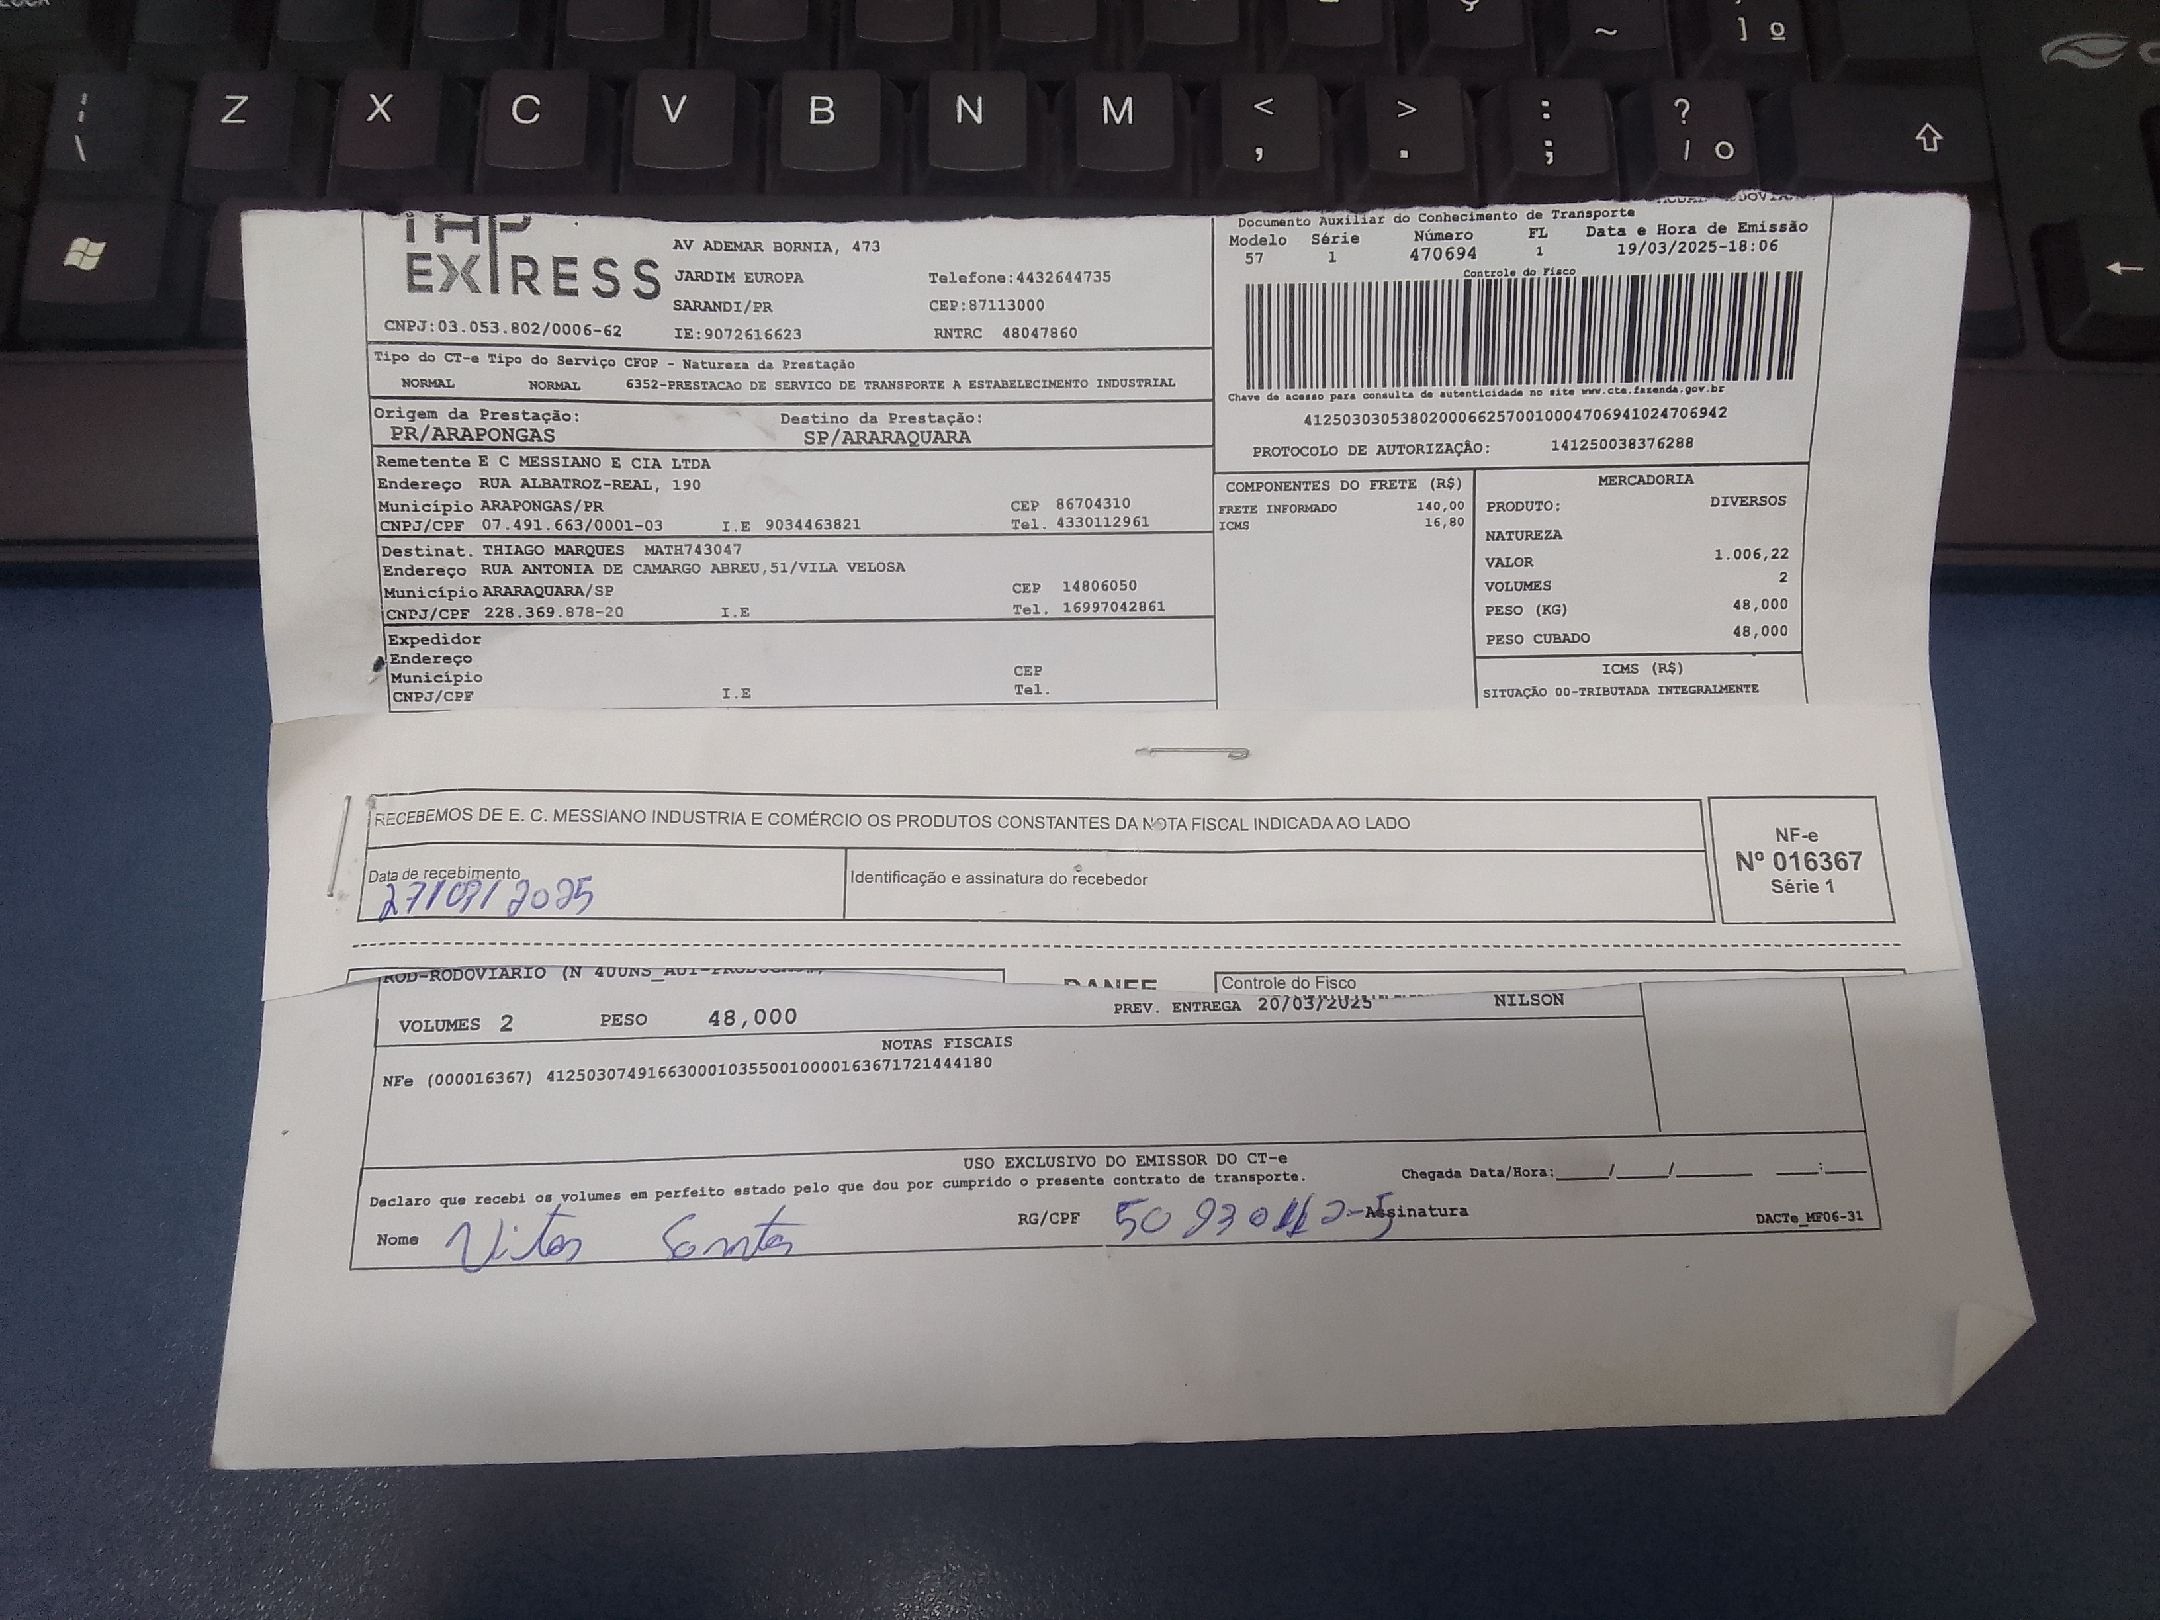 Z X C V B N M < > : ?
, . ; / O
~ ] º
EXPRESS
CNPJ:03.053.802/0006-62
AV ADEMAR BORNIA, 473
JARDIM EUROPA Telefone:4432644735
SARANDI/PR CEP:87113000
IE:9072616623 RNTRC 48047860
Documento Auxiliar do Conhecimento de Transporte
Modelo Série Número FL Data e Hora de Emissão
57 1 470694 1 19/03/2025-18:06
Controle do Fisco
Chave de acesso para consulta de autenticidade no site www.cte.fazenda.gov.br
41250303053802000662570010004706941024706942
PROTOCOLO DE AUTORIZAÇÂO: 141250038376288
Tipo do CT-e Tipo do Serviço CFOP - Natureza da Prestação
NORMAL NORMAL 6352-PRESTACAO DE SERVICO DE TRANSPORTE A ESTABELECIMENTO INDUSTRIAL
Origem da Prestação: Destino da Prestação:
PR/ARAPONGAS SP/ARARAQUARA
Remetente E C MESSIANO E CIA LTDA
Endereço RUA ALBATROZ-REAL, 190
Município ARAPONGAS/PR CEP 86704310
CNPJ/CPF 07.491.663/0001-03 I.E 9034463821 Tel. 4330112961
Destinat. THIAGO MARQUES MATH743047
Endereço RUA ANTONIA DE CAMARGO ABREU,51/VILA VELOSA
Município ARARAQUARA/SP CEP 14806050
CNPJ/CPF 228.369.878-20 I.E Tel. 16997042861
Expedidor
Endereço
Município CEP
CNPJ/CPF I.E Tel.
COMPONENTES DO FRETE (R$)
FRETE INFORMADO 140,00
ICMS 16,80
MERCADORIA
PRODUTO: DIVERSOS
NATUREZA
VALOR 1.006,22
VOLUMES 2
PESO (KG) 48,000
PESO CUBADO 48,000
ICMS (R$)
SITUAÇÃO 00-TRIBUTADA INTEGRALMENTE
RECEBEMOS DE E. C. MESSIANO INDUSTRIA E COMÉRCIO OS PRODUTOS CONSTANTES DA NOTA FISCAL INDICADA AO LADO
Data de recebimento Identificação e assinatura do recebedor
NF-e
Nº 016367
Série 1
ROD-RODOVIARIO DANFE Controle do Fisco
VOLUMES 2 PESO 48,000 PREV. ENTREGA 20/03/2025 NILSON
NOTAS FISCAIS
NFe (000016367) 41250307491663000103550010000163671721444180
USO EXCLUSIVO DO EMISSOR DO CT-e
Declaro que recebi os volumes em perfeito estado pelo que dou por cumprido o presente contrato de transporte. Chegada Data/Hora:____/____/______ ___:___
Nome RG/CPF Assinatura
DACTe_MF06-31